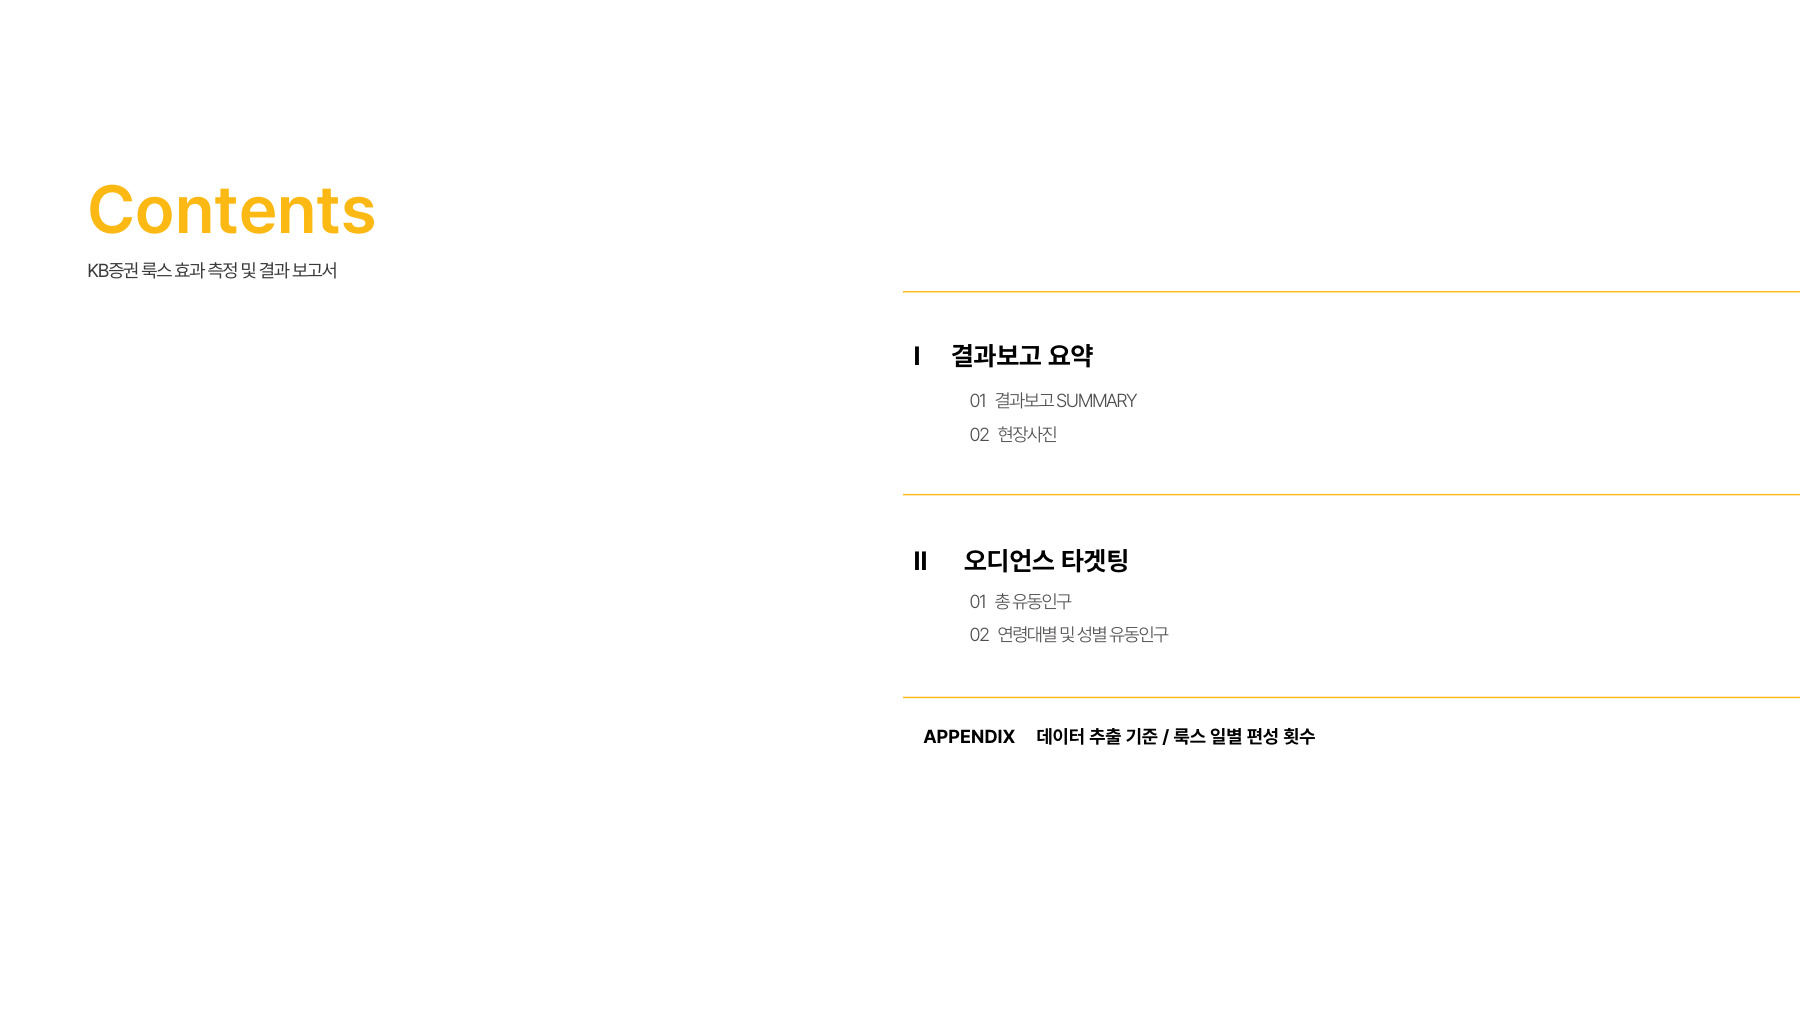 Contents
KB증권 룩스 효과 측정 및 결과 보고서
I 결과보고 요약
01 결과보고 SUMMARY
02 현장사진
II 오디언스 타겟팅
01 총 유동인구
02 연령대별 및 성별 유동인구
APPENDIX 데이터 추출 기준 / 룩스 일별 편성 횟수